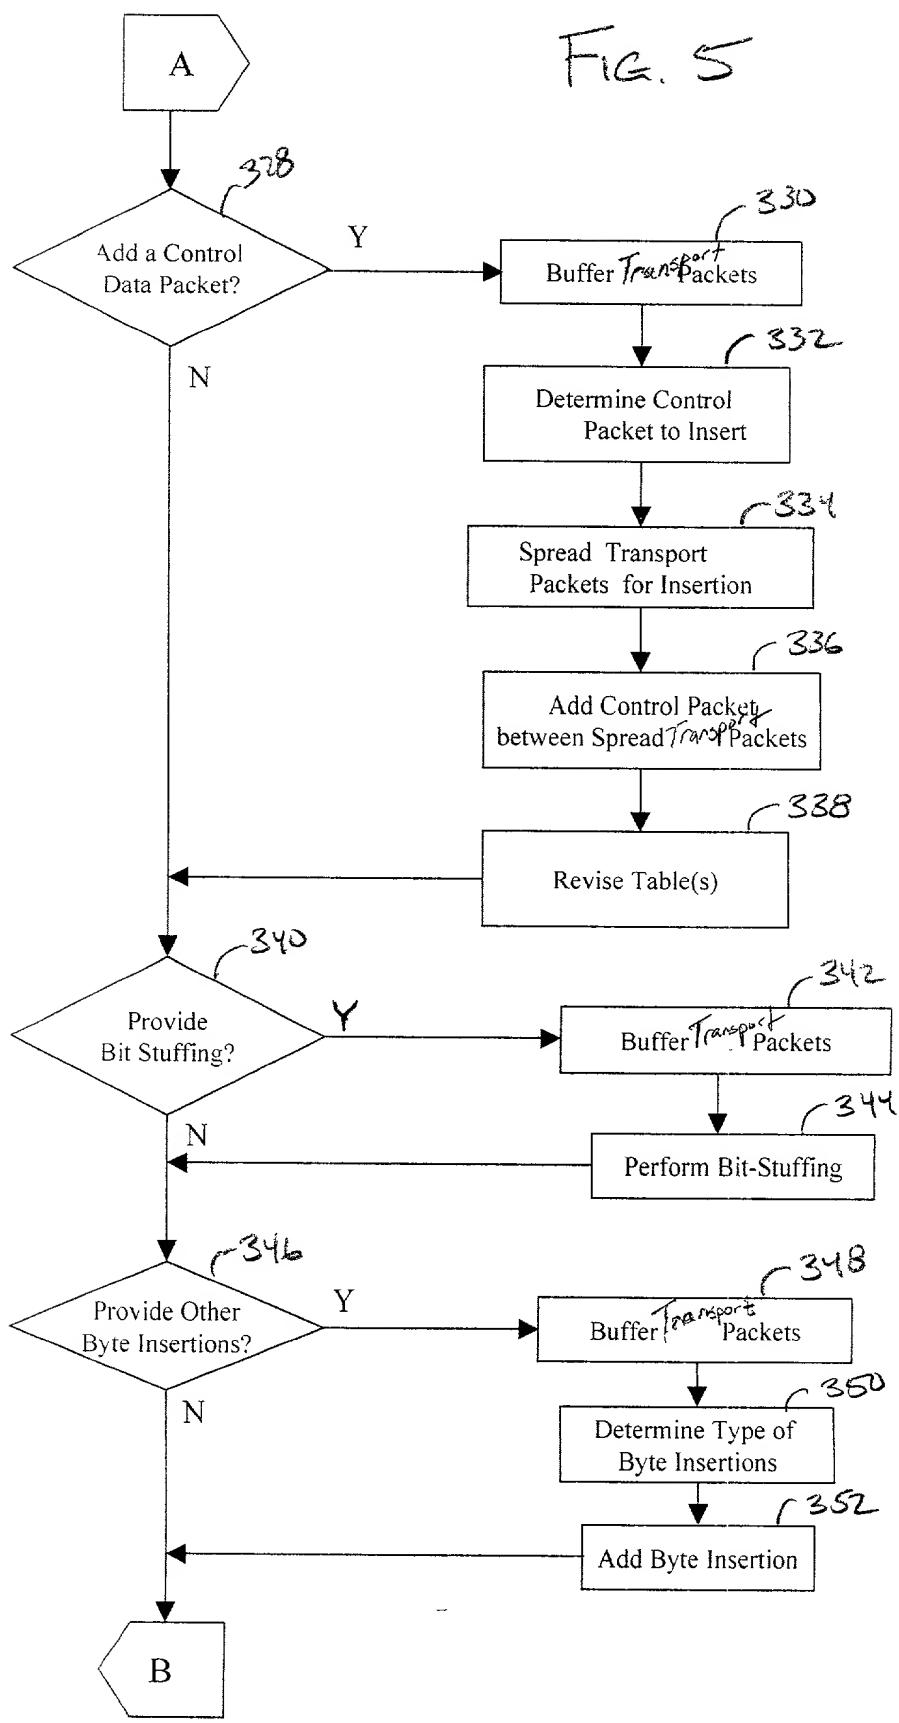 A
FIG. 5
328
Add a Control
Data Packet?
Y
N
330
Buffer Transport Packets
332
Determine Control
Packet to Insert
334
Spread Transport
Packets for Insertion
336
Add Control Packet
between Spread Transport Packets
338
Revise Table(s)
340
Provide
Bit Stuffing?
Y
N
342
Buffer Transport Packets
344
Perform Bit-Stuffing
346
Provide Other
Byte Insertions?
Y
N
348
Buffer Transport Packets
350
Determine Type of
Byte Insertions
352
Add Byte Insertion
B